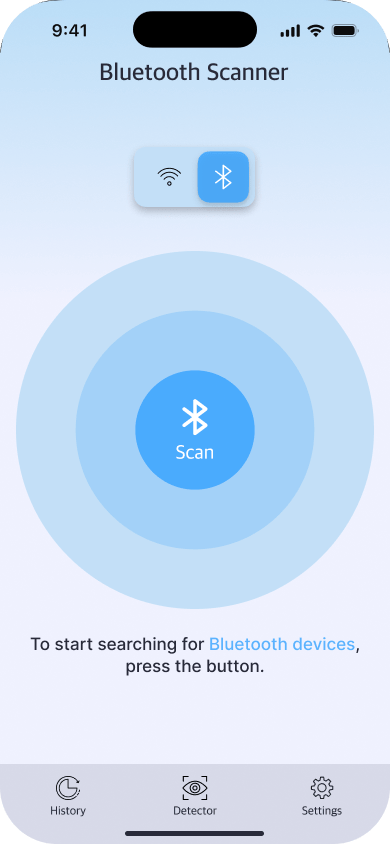 9:41
Bluetooth Scanner
Scan
To start searching for Bluetooth devices,
press the button.
History
Detector
Settings